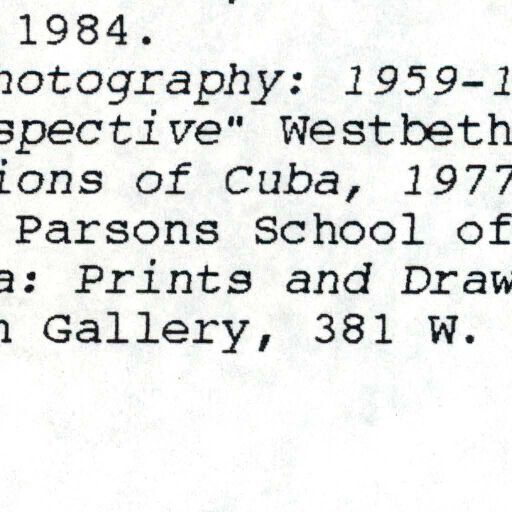 1984.
hotography: 1959-1
spective" Westbeth
ions of Cuba, 1977
Parsons School of
a: Prints and Draw
n Gallery, 381 W.